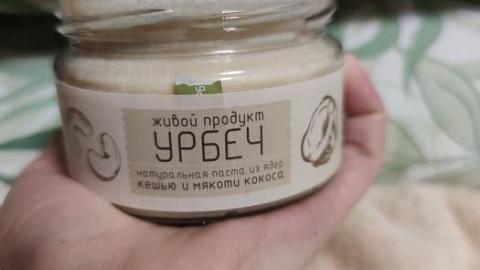 живой продукт
УРБЕЧ
натуральная паста из ядер
кешью и мякоти кокоса